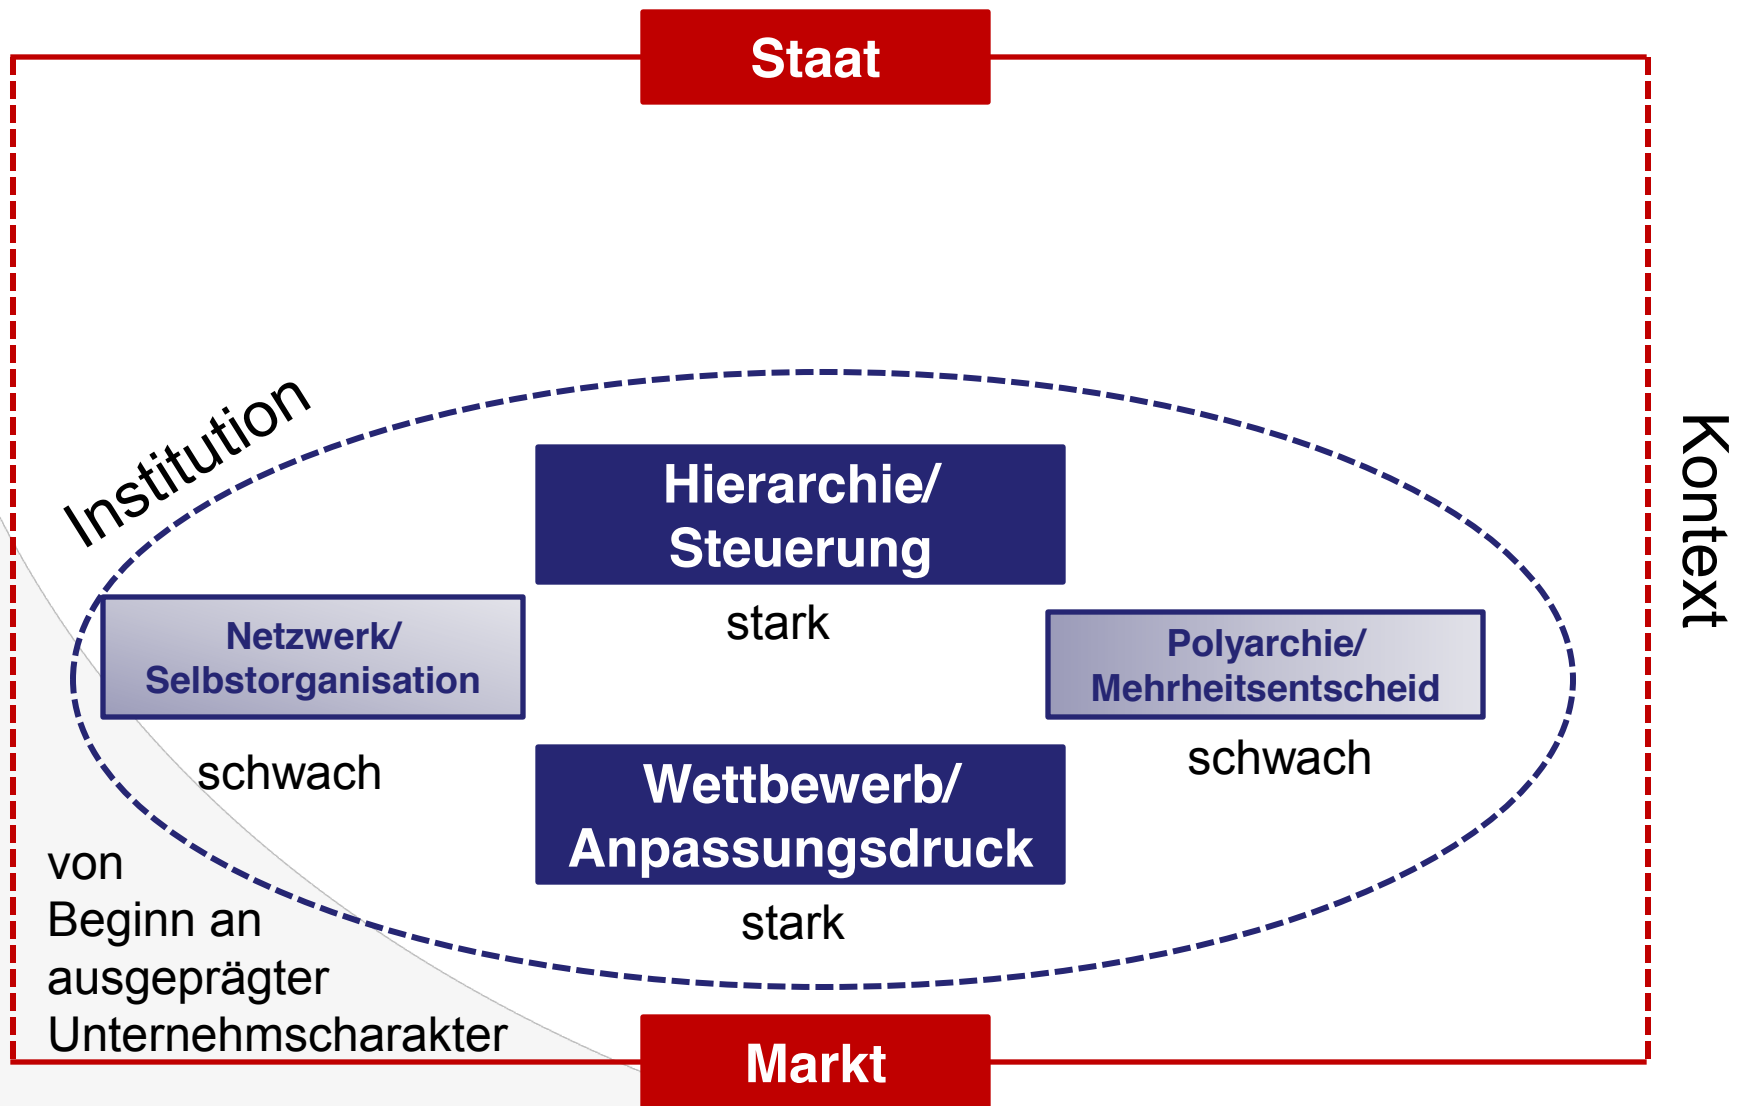 Staat
Institution
Kontext
Hierarchie/
Steuerung
stark
Netzwerk/
Selbstorganisation
schwach
Polyarchie/
Mehrheitsentscheid
schwach
Wettbewerb/
Anpassungsdruck
stark
von
Beginn an
ausgeprägter
Unternehmscharakter
Markt